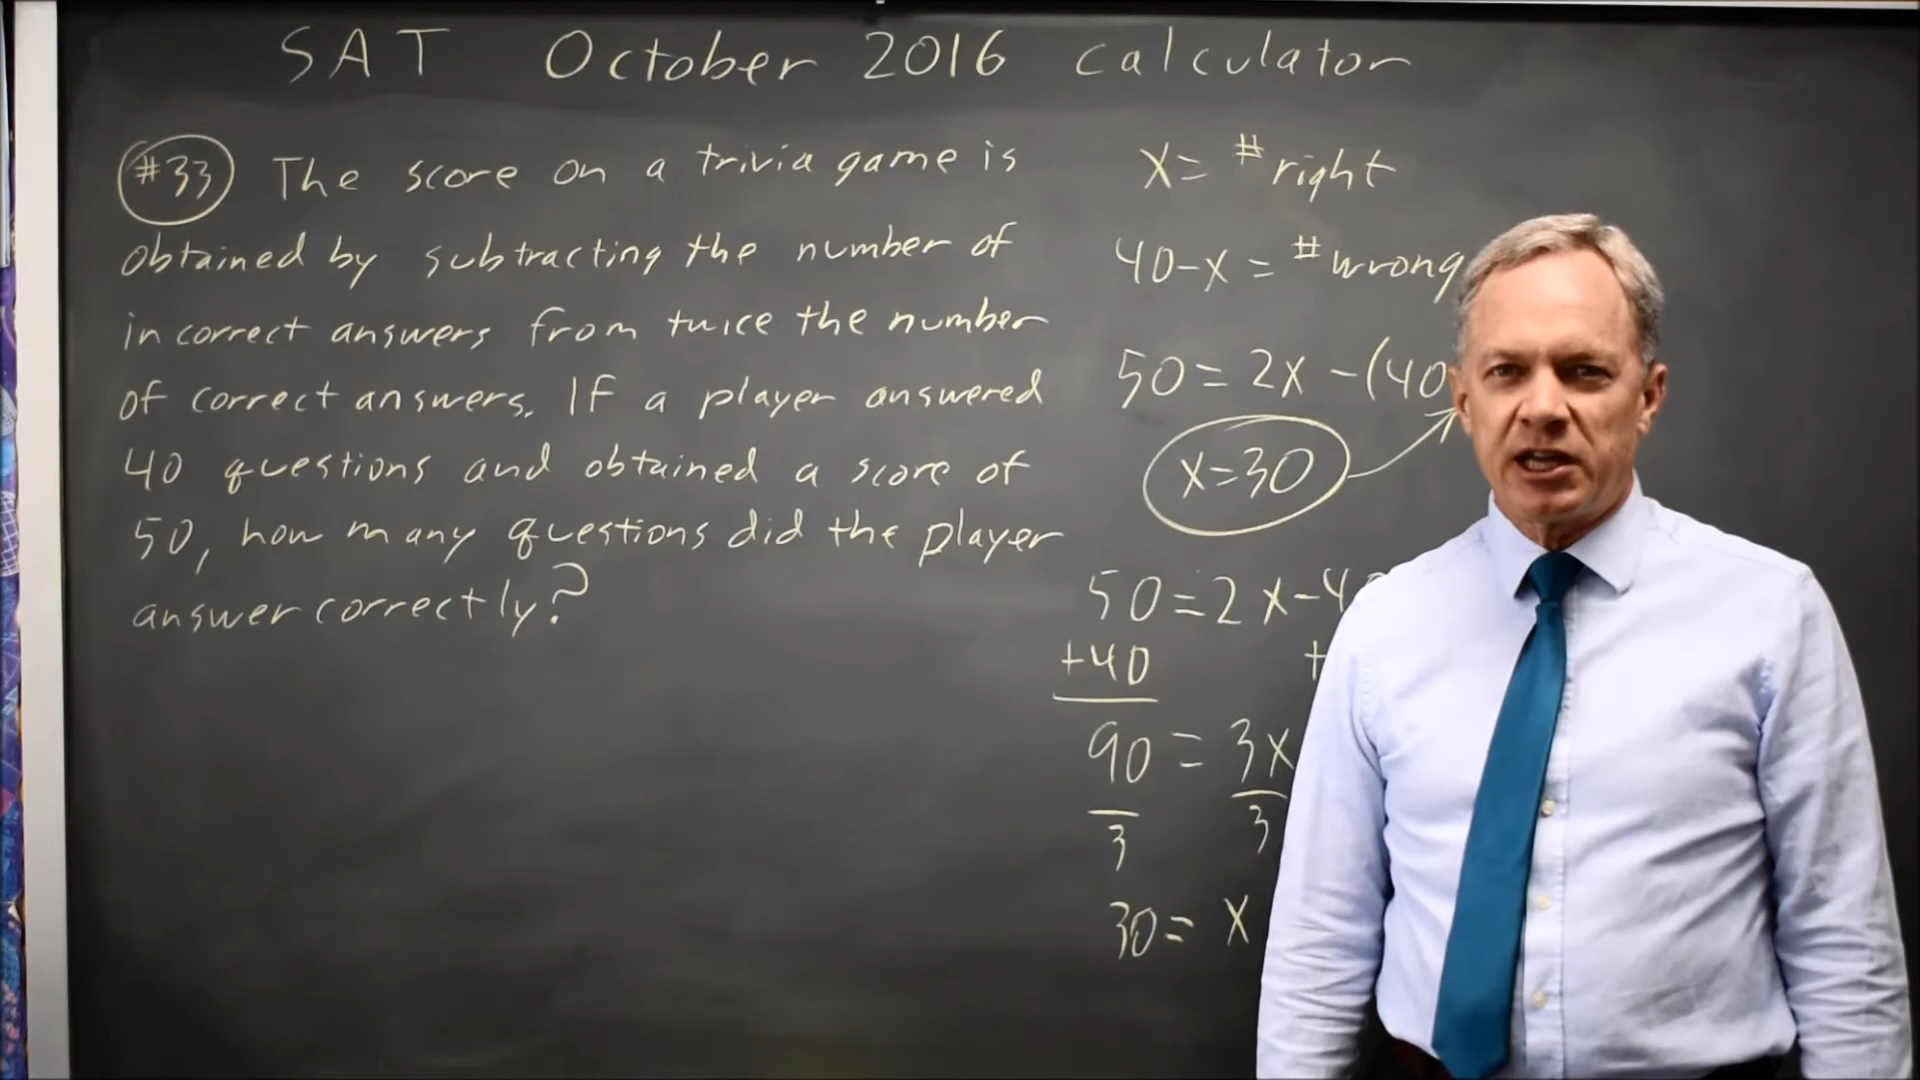 SAT October 2016 Calculator
#33 The score on a trivia game is
obtained by subtracting the number of
incorrect answers from twice the number
of correct answers. If a player answered
40 questions and obtained a score of
50, how many questions did the player
answer correctly?
x = # right
40-x = # wrong
50 = 2x -(40
x=30
50=2x-4
+40 +
90 = 3x
3 3
30 = x